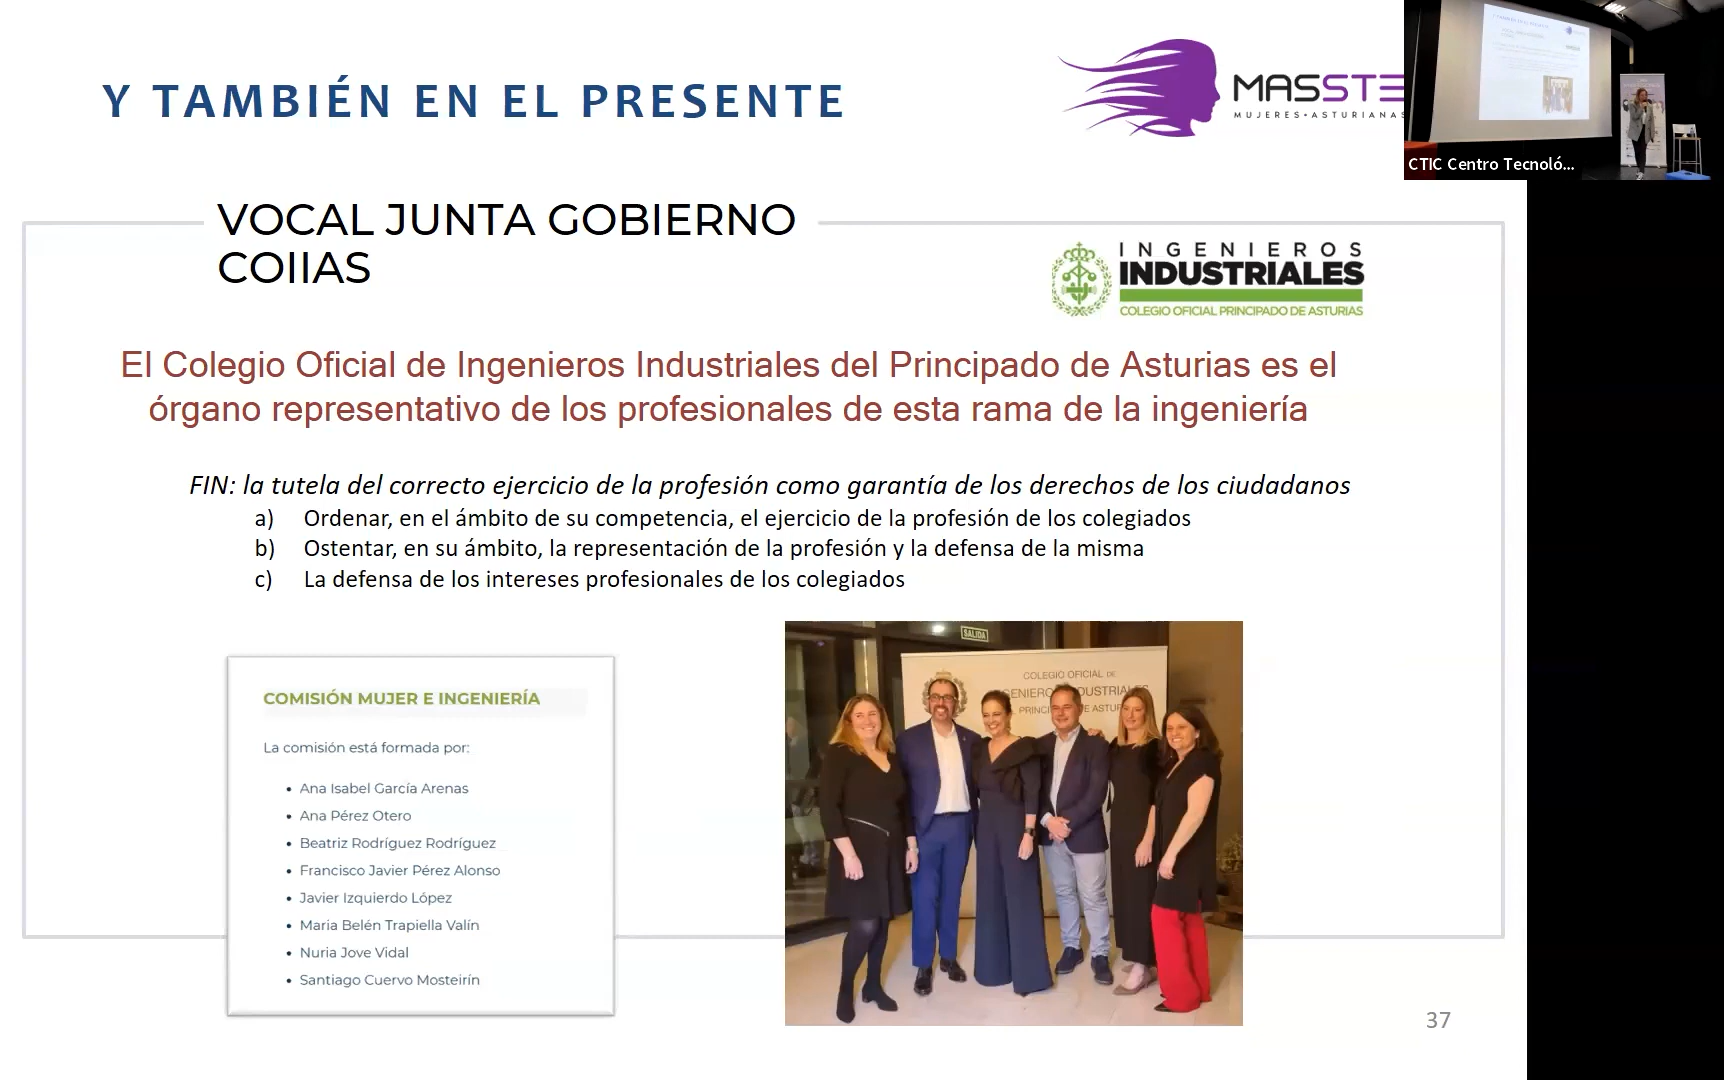 Y TAMBIÉN EN EL PRESENTE
MASSTE
MUJERES•ASTURIANAS
CTIC Centro Tecnoló...
VOCAL JUNTA GOBIERNO
COIIAS
INGENIEROS
INDUSTRIALES
COLEGIO OFICIAL PRINCIPADO DE ASTURIAS
El Colegio Oficial de Ingenieros Industriales del Principado de Asturias es el
órgano representativo de los profesionales de esta rama de la ingeniería
FIN: la tutela del correcto ejercicio de la profesión como garantía de los derechos de los ciudadanos
a) Ordenar, en el ámbito de su competencia, el ejercicio de la profesión de los colegiados
b) Ostentar, en su ámbito, la representación de la profesión y la defensa de la misma
c) La defensa de los intereses profesionales de los colegiados
COMISIÓN MUJER E INGENIERÍA
La comisión está formada por:
• Ana Isabel García Arenas
• Ana Pérez Otero
• Beatriz Rodríguez Rodríguez
• Francisco Javier Pérez Alonso
• Javier Izquierdo López
• Maria Belén Trapiella Valín
• Nuria Jove Vidal
• Santiago Cuervo Mosteirín
SALIDA
COLEGIO OFICIAL DE
GENIERO DUSTRIALES
PRINCI E ASTUR
37